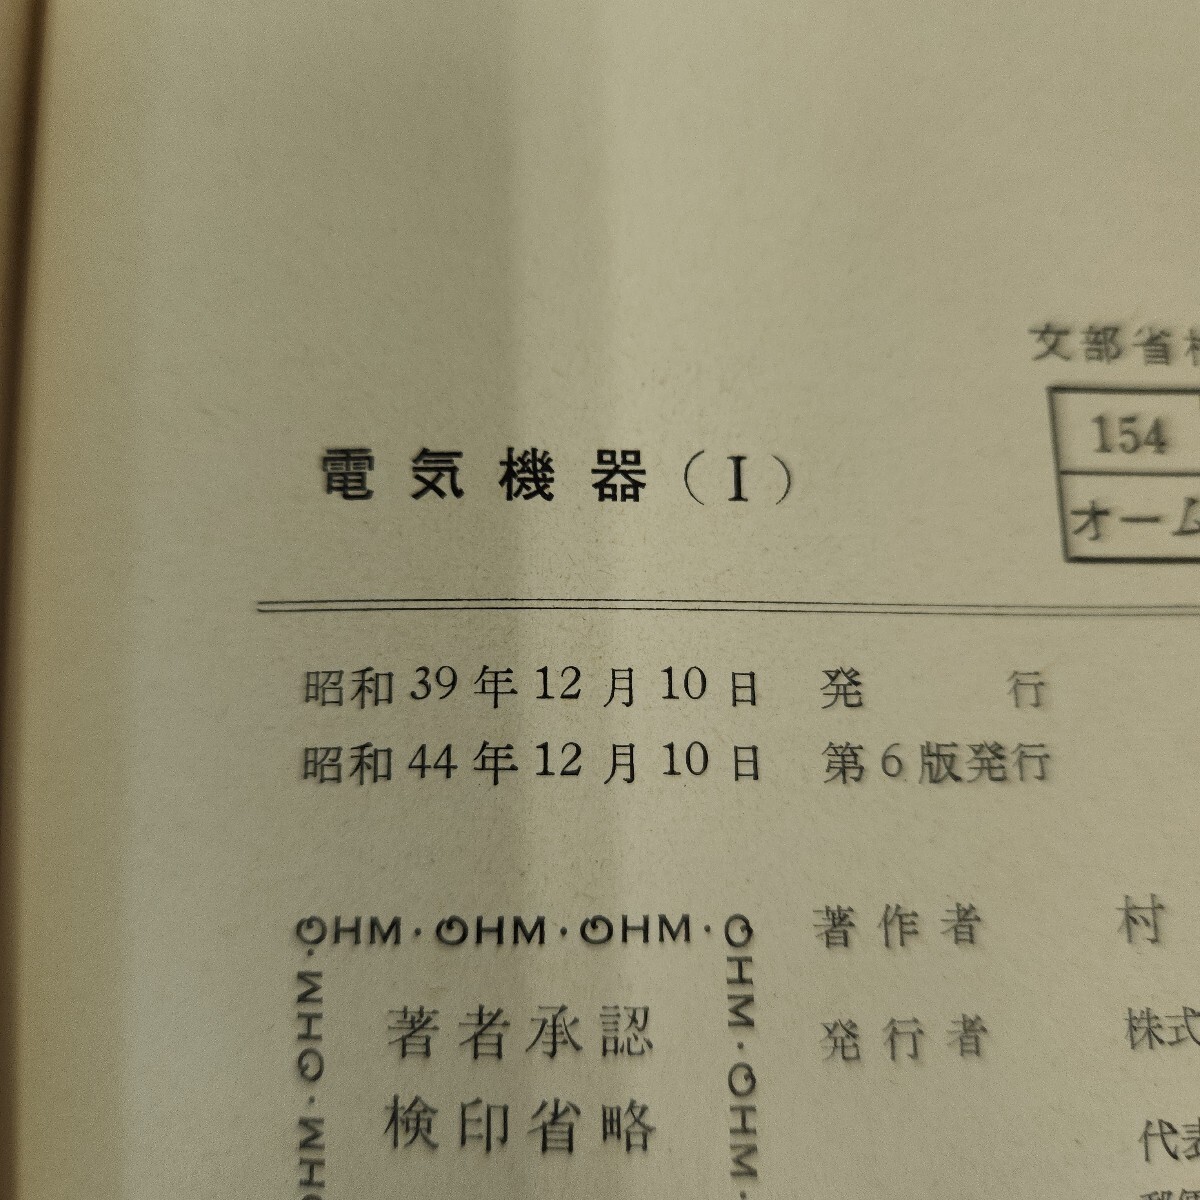 文部省検
154
オーム
電気機器(I)
昭和39年12月10日 発行
昭和44年12月10日 第6版発行
OHM・OHM・OHM・O
HM・OHM・
M・OHM・OHM
著者承認
検印省略
著作者 村
発行者 株式
代表